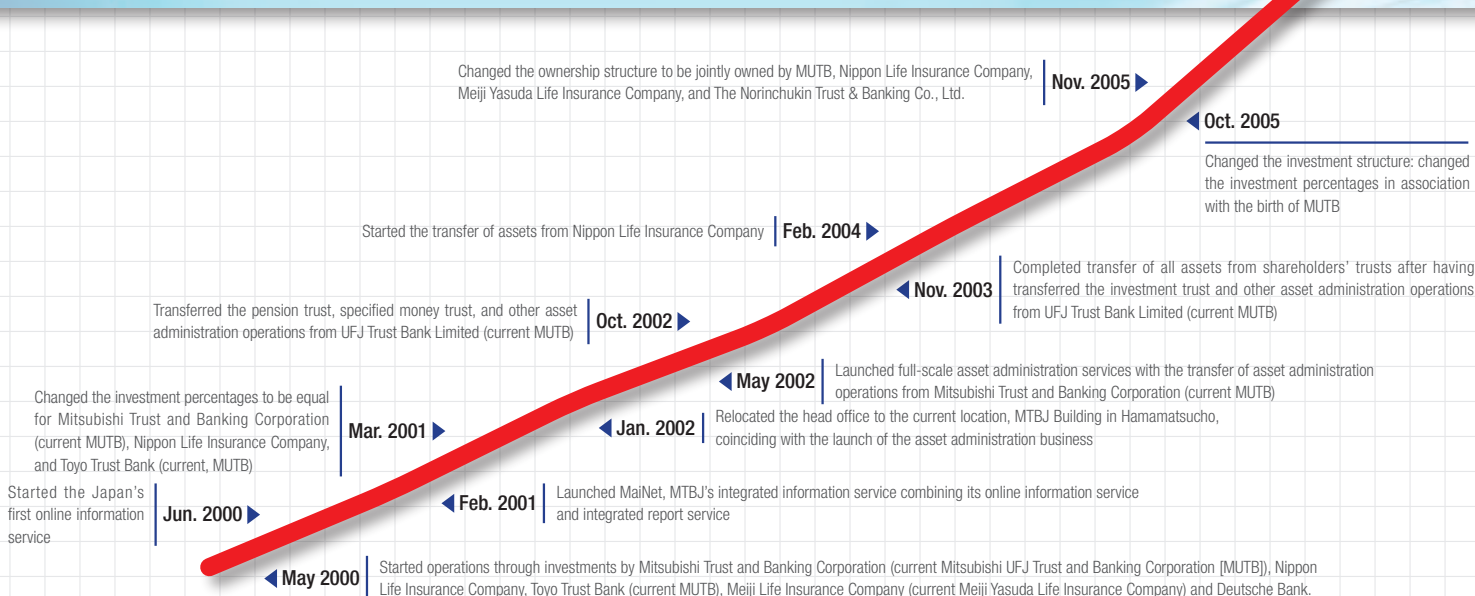 Changed the ownership structure to be jointly owned by MUTB, Nippon Life Insurance Company,
Meiji Yasuda Life Insurance Company, and The Norinchukin Trust & Banking Co., Ltd.
Nov. 2005
Oct. 2005
Changed the investment structure: changed
the investment percentages in association
with the birth of MUTB
Started the transfer of assets from Nippon Life Insurance Company
Feb. 2004
Nov. 2003
Completed transfer of all assets from shareholders' trusts after having
transferred the investment trust and other asset administration operations
from UFJ Trust Bank Limited (current MUTB)
Transferred the pension trust, specified money trust, and other asset
administration operations from UFJ Trust Bank Limited (current MUTB)
Oct. 2002
May 2002
Launched full-scale asset administration services with the transfer of asset administration
operations from Mitsubishi Trust and Banking Corporation (current MUTB)
Changed the investment percentages to be equal
for Mitsubishi Trust and Banking Corporation
(current MUTB), Nippon Life Insurance Company,
and Toyo Trust Bank (current, MUTB)
Mar. 2001
Jan. 2002
Relocated the head office to the current location, MTBJ Building in Hamamatsucho,
coinciding with the launch of the asset administration business
Started the Japan's
first online information
service
Jun. 2000
Feb. 2001
Launched MaiNet, MTBJ's integrated information service combining its online information service
and integrated report service
May 2000
Started operations through investments by Mitsubishi Trust and Banking Corporation (current Mitsubishi UFJ Trust and Banking Corporation [MUTB]), Nippon
Life Insurance Company, Toyo Trust Bank (current MUTB), Meiji Life Insurance Company (current Meiji Yasuda Life Insurance Company) and Deutsche Bank.